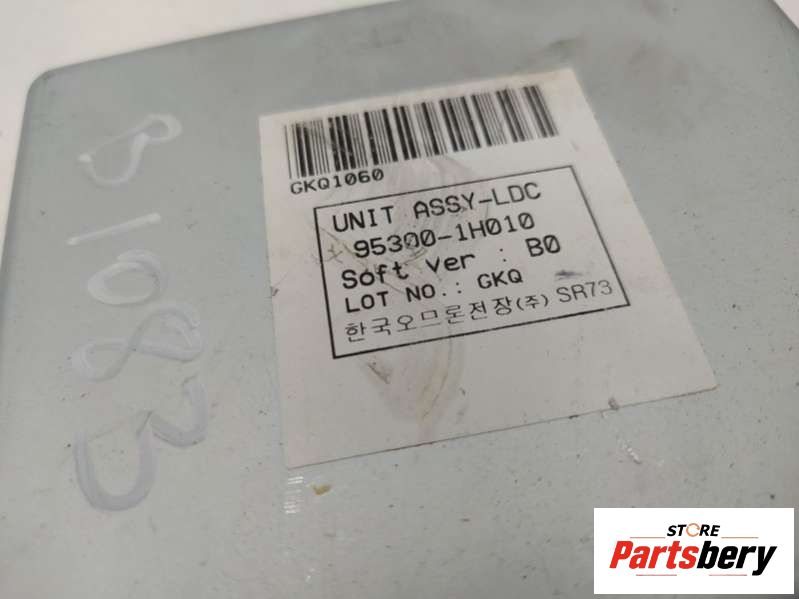 GKQ1060
UNIT ASSY-LDC
95300-1H010
Soft Ver : B0
LOT NO.: GKQ
한국오므론전장(주) SR73
B1083
STORE
Partsbery